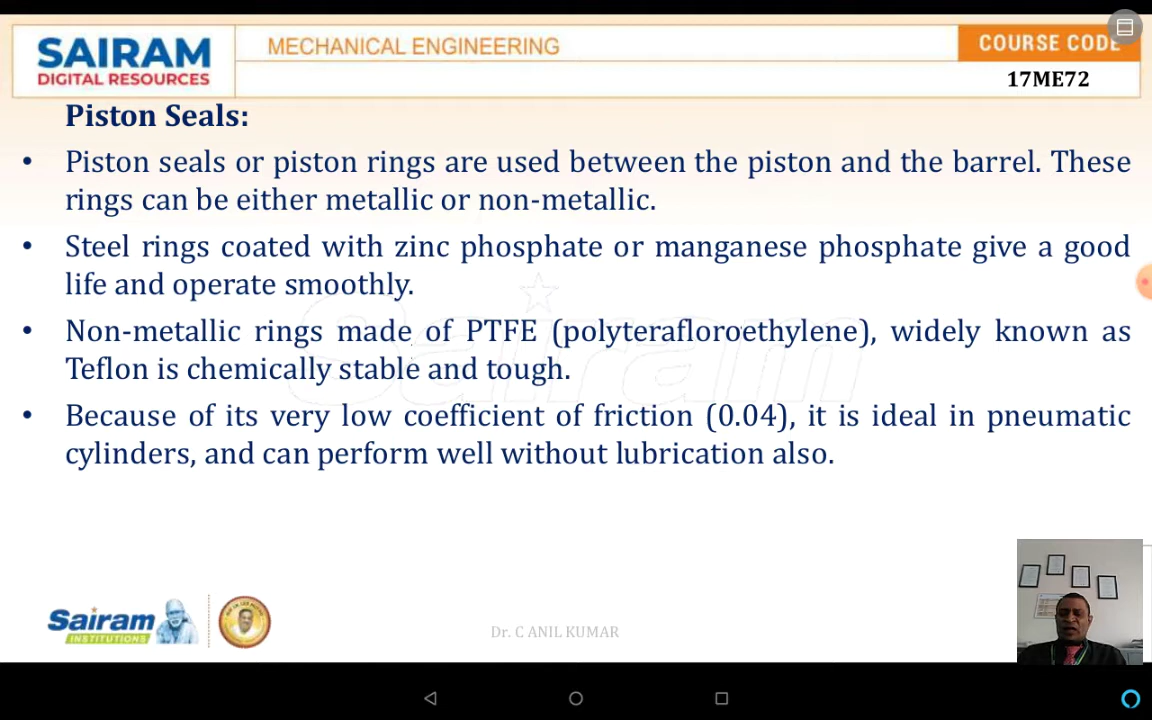 SAIRAM
DIGITAL RESOURCES
MECHANICAL ENGINEERING
COURSE CODE
17ME72
Piston Seals:
• Piston seals or piston rings are used between the piston and the barrel. These
rings can be either metallic or non-metallic.
• Steel rings coated with zinc phosphate or manganese phosphate give a good
life and operate smoothly.
• Non-metallic rings made of PTFE (polyterafloroethylene), widely known as
Teflon is chemically stable and tough.
• Because of its very low coefficient of friction (0.04), it is ideal in pneumatic
cylinders, and can perform well without lubrication also.
Sairam
Sairam
INSTITUTIONS
Dr. C ANIL KUMAR